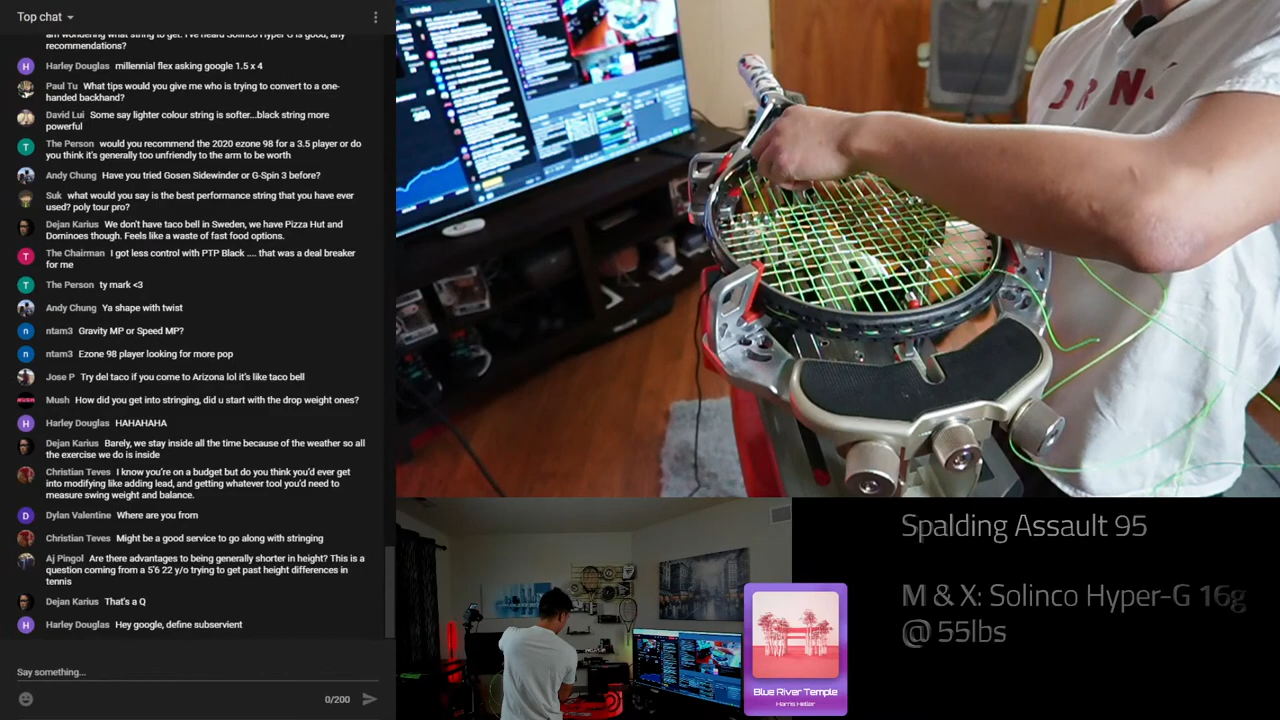 Top chat
am wondering what string to get. I've heard Solinco Hyper G is good, any
recommendations?
Harley Douglas millennial flex asking google 1.5 x 4
Paul Tu What tips would you give me who is trying to convert to a one-
handed backhand?
David Lui Some say lighter colour string is softer...black string more
powerful
The Person would you recommend the 2020 ezone 98 for a 3.5 player or do
you think it's generally too unfriendly to the arm to be worth
Andy Chung Have you tried Gosen Sidewinder or G-Spin 3 before?
Suk what would you say is the best performance string that you have ever
used? poly tour pro?
Dejan Karius We don't have taco bell in Sweden, we have Pizza Hut and
Dominoes though. Feels like a waste of fast food options.
The Chairman I got less control with PTP Black .... that was a deal breaker
for me
The Person ty mark <3
Andy Chung Ya shape with twist
ntam3 Gravity MP or Speed MP?
ntam3 Ezone 98 player looking for more pop
Jose P Try del taco if you come to Arizona lol it's like taco bell
Mush How did you get into stringing, did u start with the drop weight ones?
Harley Douglas HAHAHAHA
Dejan Karius Barely, we stay inside all the time because of the weather so all
the exercise we do is inside
Christian Teves I know you're on a budget but do you think you'd ever get
into modifying like adding lead, and getting whatever tool you'd need to
measure swing weight and balance.
Dylan Valentine Where are you from
Christian Teves Might be a good service to go along with stringing
Aj Pingol Are there advantages to being generally shorter in height? This is a
question coming from a 5'6 22 y/o trying to get past height differences in
tennis
Dejan Karius That's a Q
Harley Douglas Hey google, define subservient
Say something...
0/200
Spalding Assault 95
M & X: Solinco Hyper-G 16g
@ 55lbs
Blue River Temple
Harris Heller